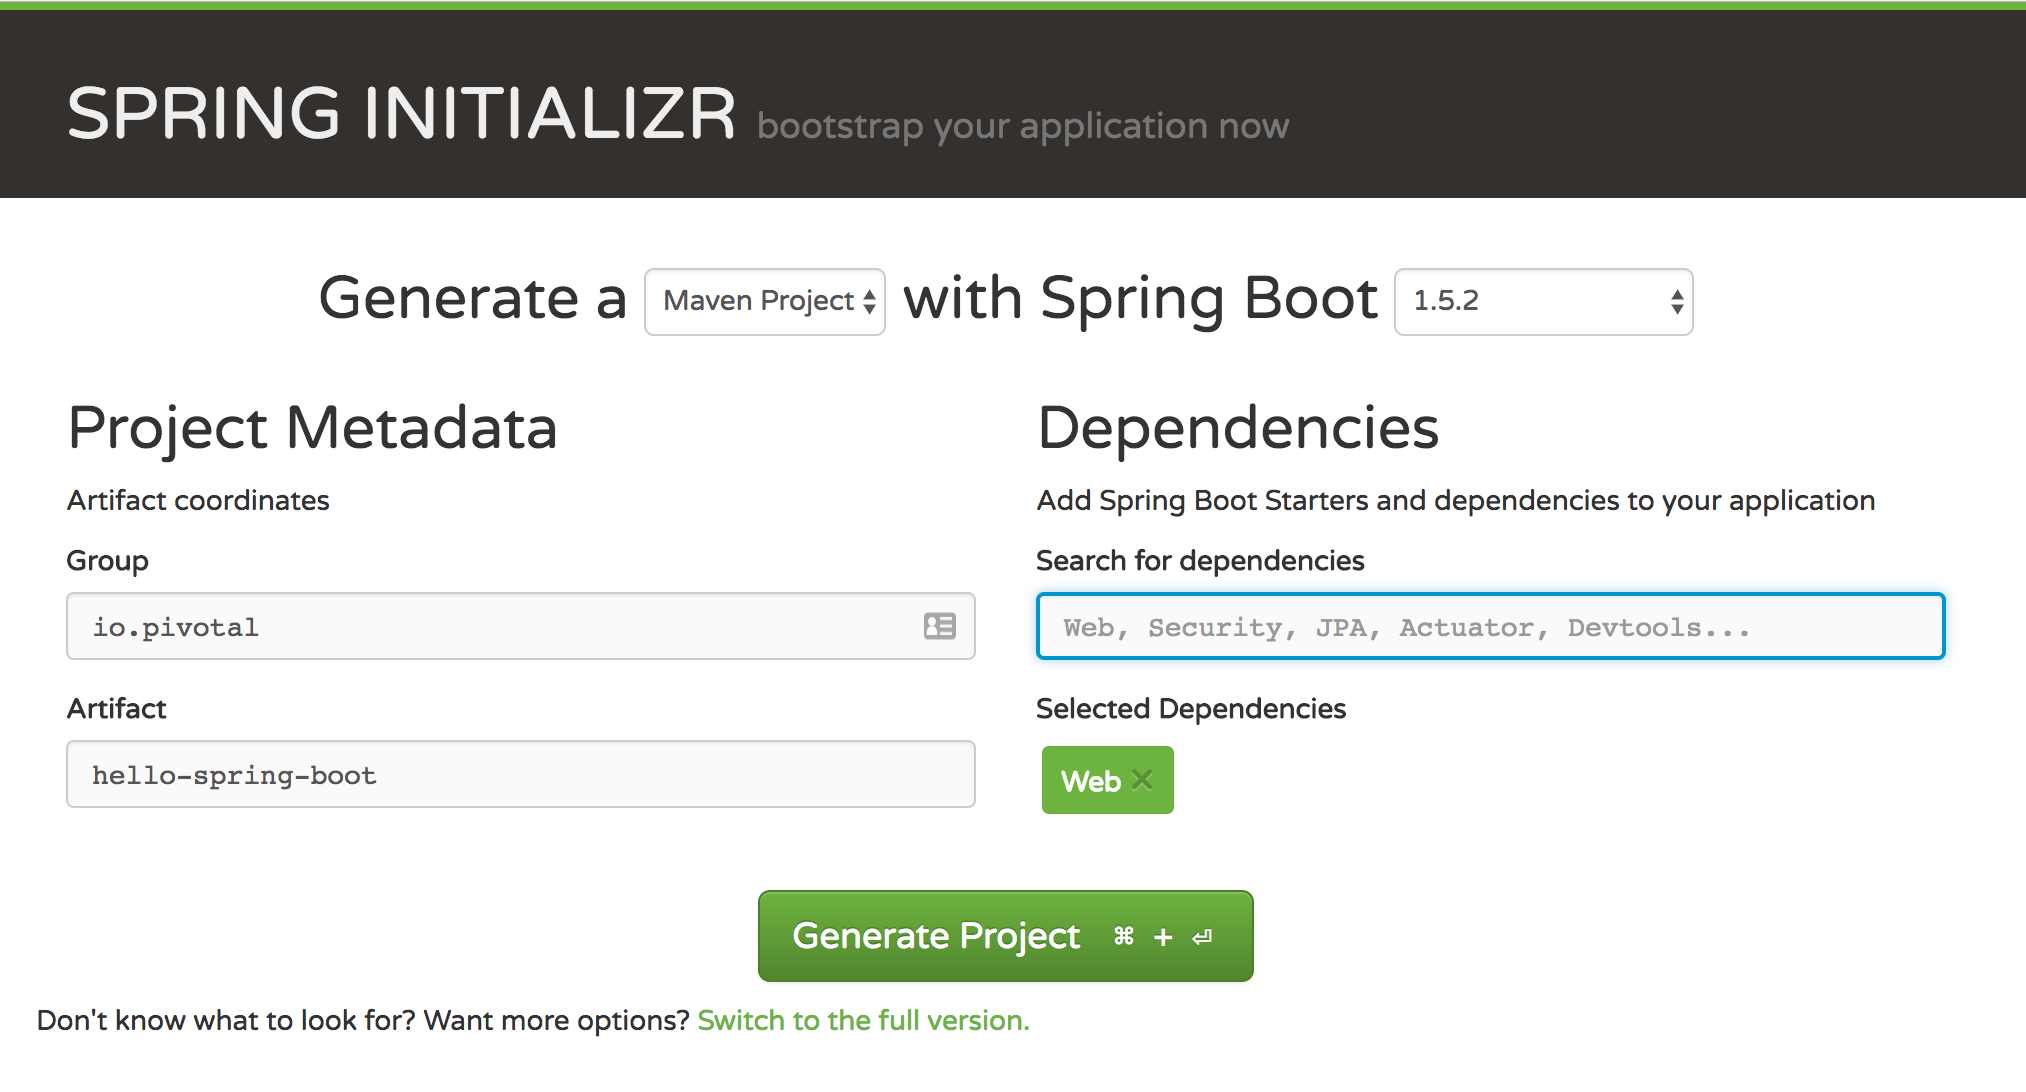 SPRING INITIALIZR bootstrap your application now
Generate a Maven Project with Spring Boot 1.5.2
Project Metadata
Artifact coordinates
Group
io.pivotal
Artifact
hello-spring-boot
Dependencies
Add Spring Boot Starters and dependencies to your application
Search for dependencies
Web, Security, JPA, Actuator, Devtools...
Selected Dependencies
Web
Generate Project ⌘ + ⏎
Don't know what to look for? Want more options? Switch to the full version.